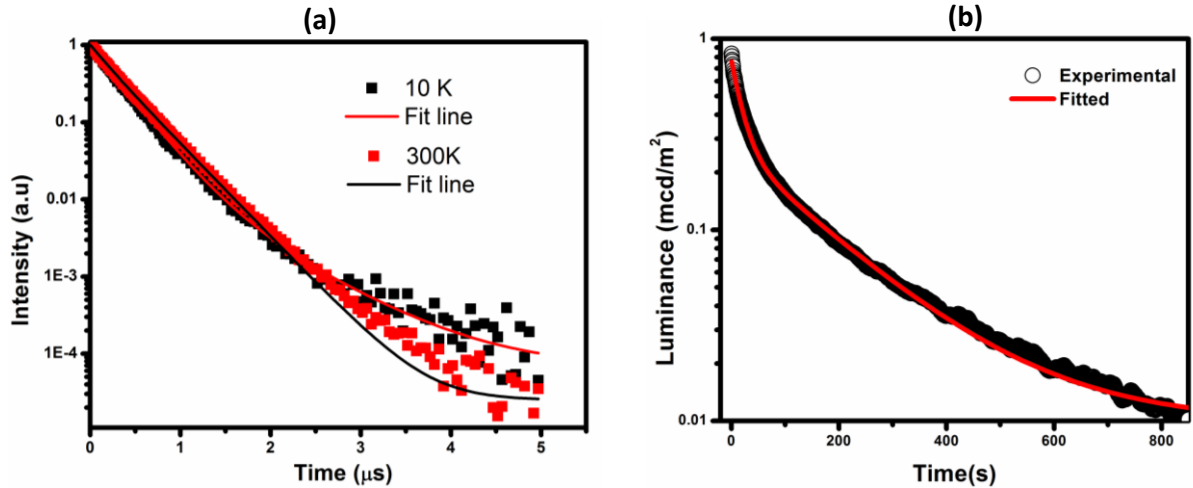 (a)
1
0.1
0.01
1E-3
1E-4
Intensity (a.u)
10 K
Fit line
300K
Fit line
0 1 2 3 4 5
Time (μs)
(b)
1
0.1
0.01
Luminance (mcd/m²)
Experimental
Fitted
0 200 400 600 800
Time(s)